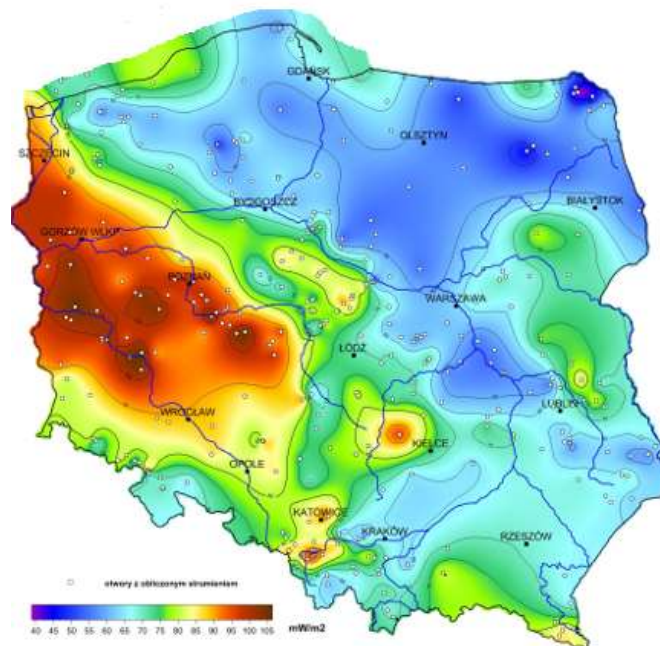 GDAŃSK
OLSZTYN
SZCZECIN
BIAŁYSTOK
BYDGOSZCZ
GORZÓW WLKP
POZNAŃ
WARSZAWA
ŁÓDŹ
WROCŁAW
LUBLIN
KIELCE
OPOLE
KATOWICE
KRAKÓW
RZESZÓW
otwory z obliczonym strumieniem
40 45 50 55 60 65 70 75 80 85 90 95 100 105 mW/m2